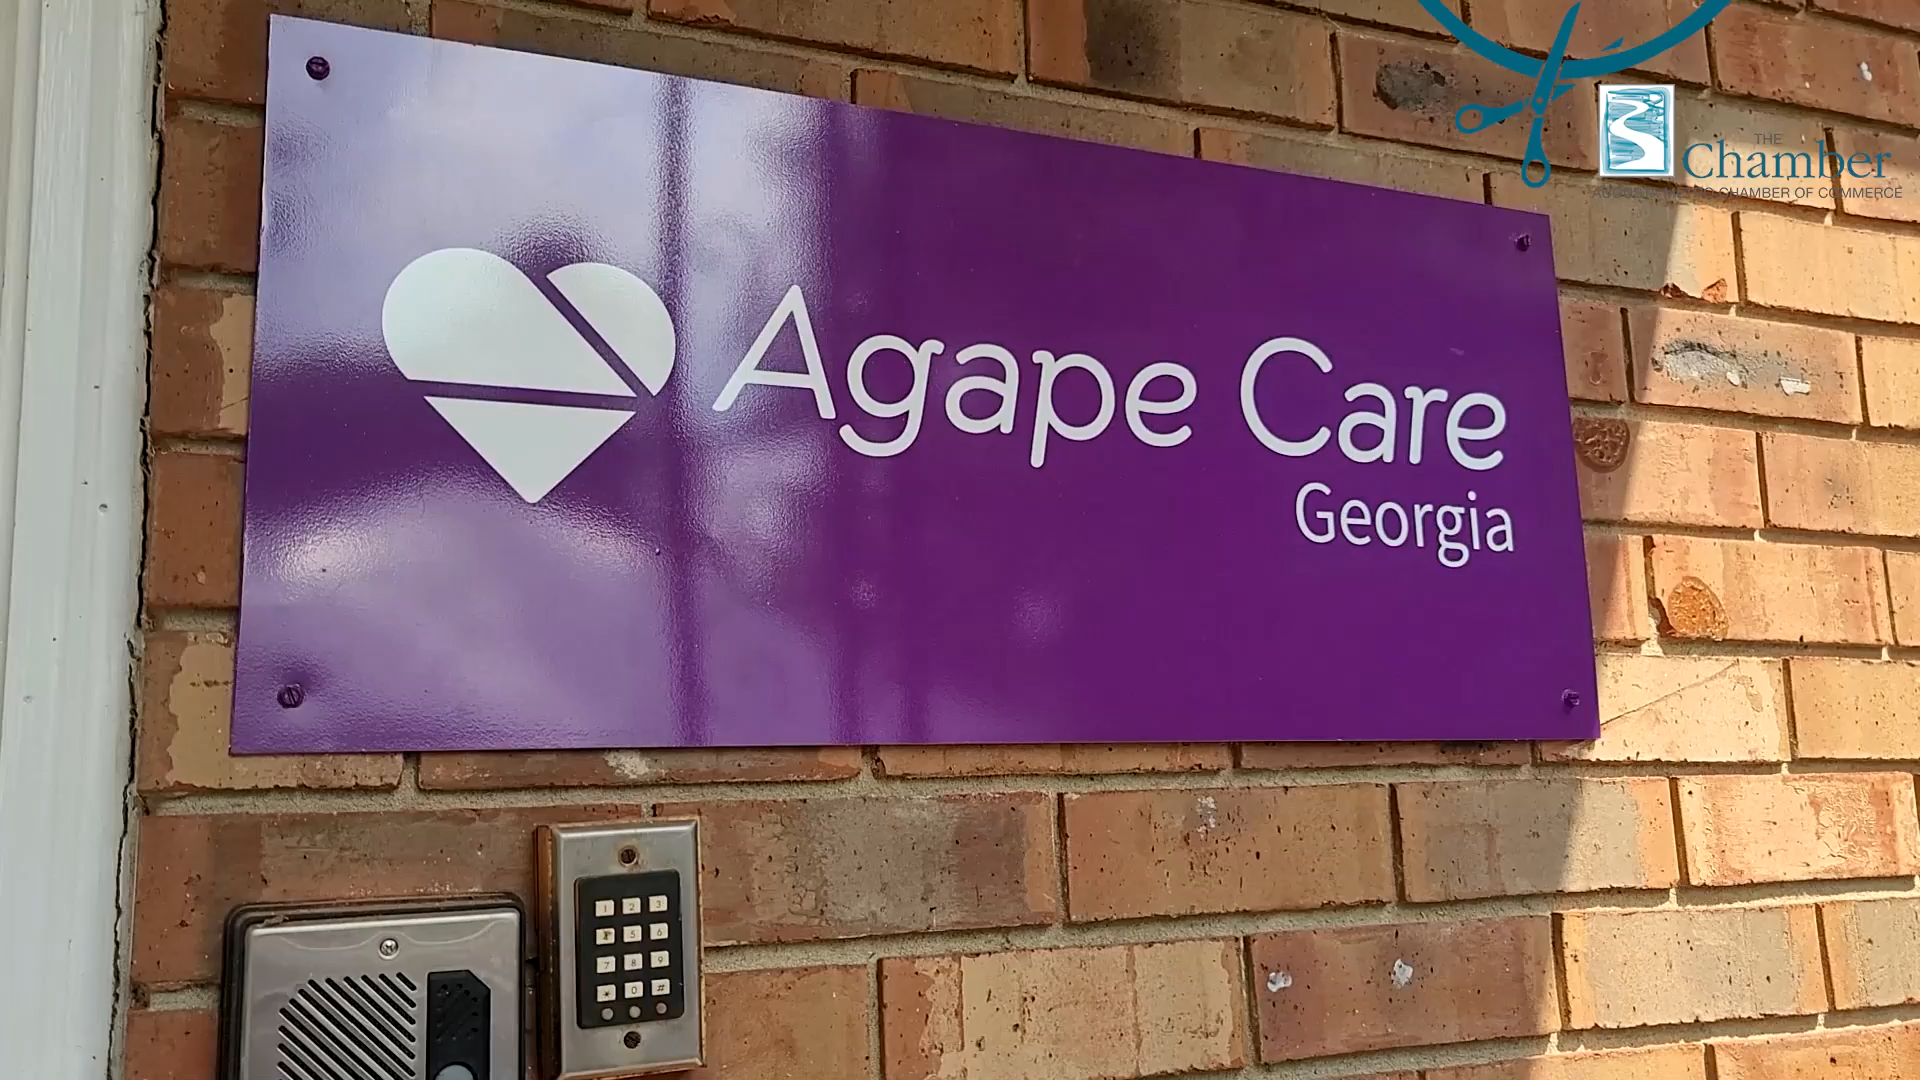 THE
Chamber
CHAMBER OF COMMERCE
Agape Care
Georgia
1 2 3
4 5 6
7 8 9
* 0 #